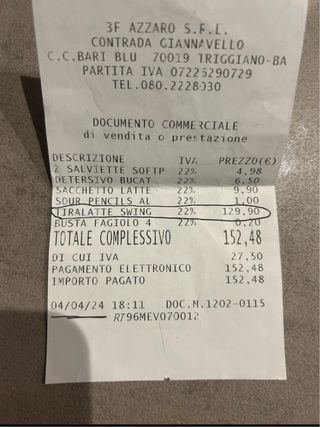 3F AZZARO S.R.L.
CONTRADA GIANNAVELLO
C.C.BARI BLU 70019 TRIGGIANO-BA
PARTITA IVA 07225290729
TEL.080.2228030
DOCUMENTO COMMERCIALE
di vendita o prestazione
DESCRIZIONE IVA PREZZO(€)
2 SALVIETTE SOFTP 22% 4,98
DETERSIVO BUCAT 22% 6,50
SACCHETTO LATTE 22% 9,90
SOUR PENCILS AL 22% 1,00
TIRALATTE SWING 22% 129,90
BUSTA FAGIOLO 4 22% 0,20
TOTALE COMPLESSIVO 152,48
DI CUI IVA 27,50
PAGAMENTO ELETTRONICO 152,48
IMPORTO PAGATO 152,48
04/04/24 18:11 DOC.N.1202-0115
RT96MEV070012